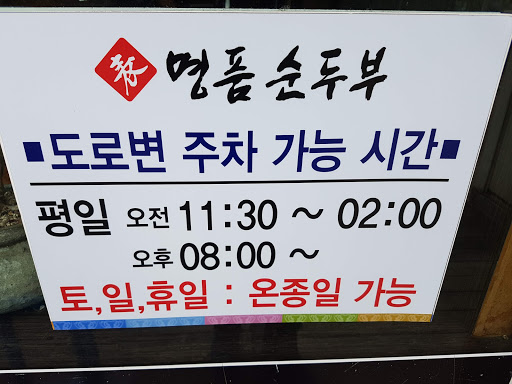 명품순두부
■도로변 주차 가능 시간■
평일 오전 11:30 ~ 02:00
오후 08:00 ~
토,일,휴일 : 온종일 가능